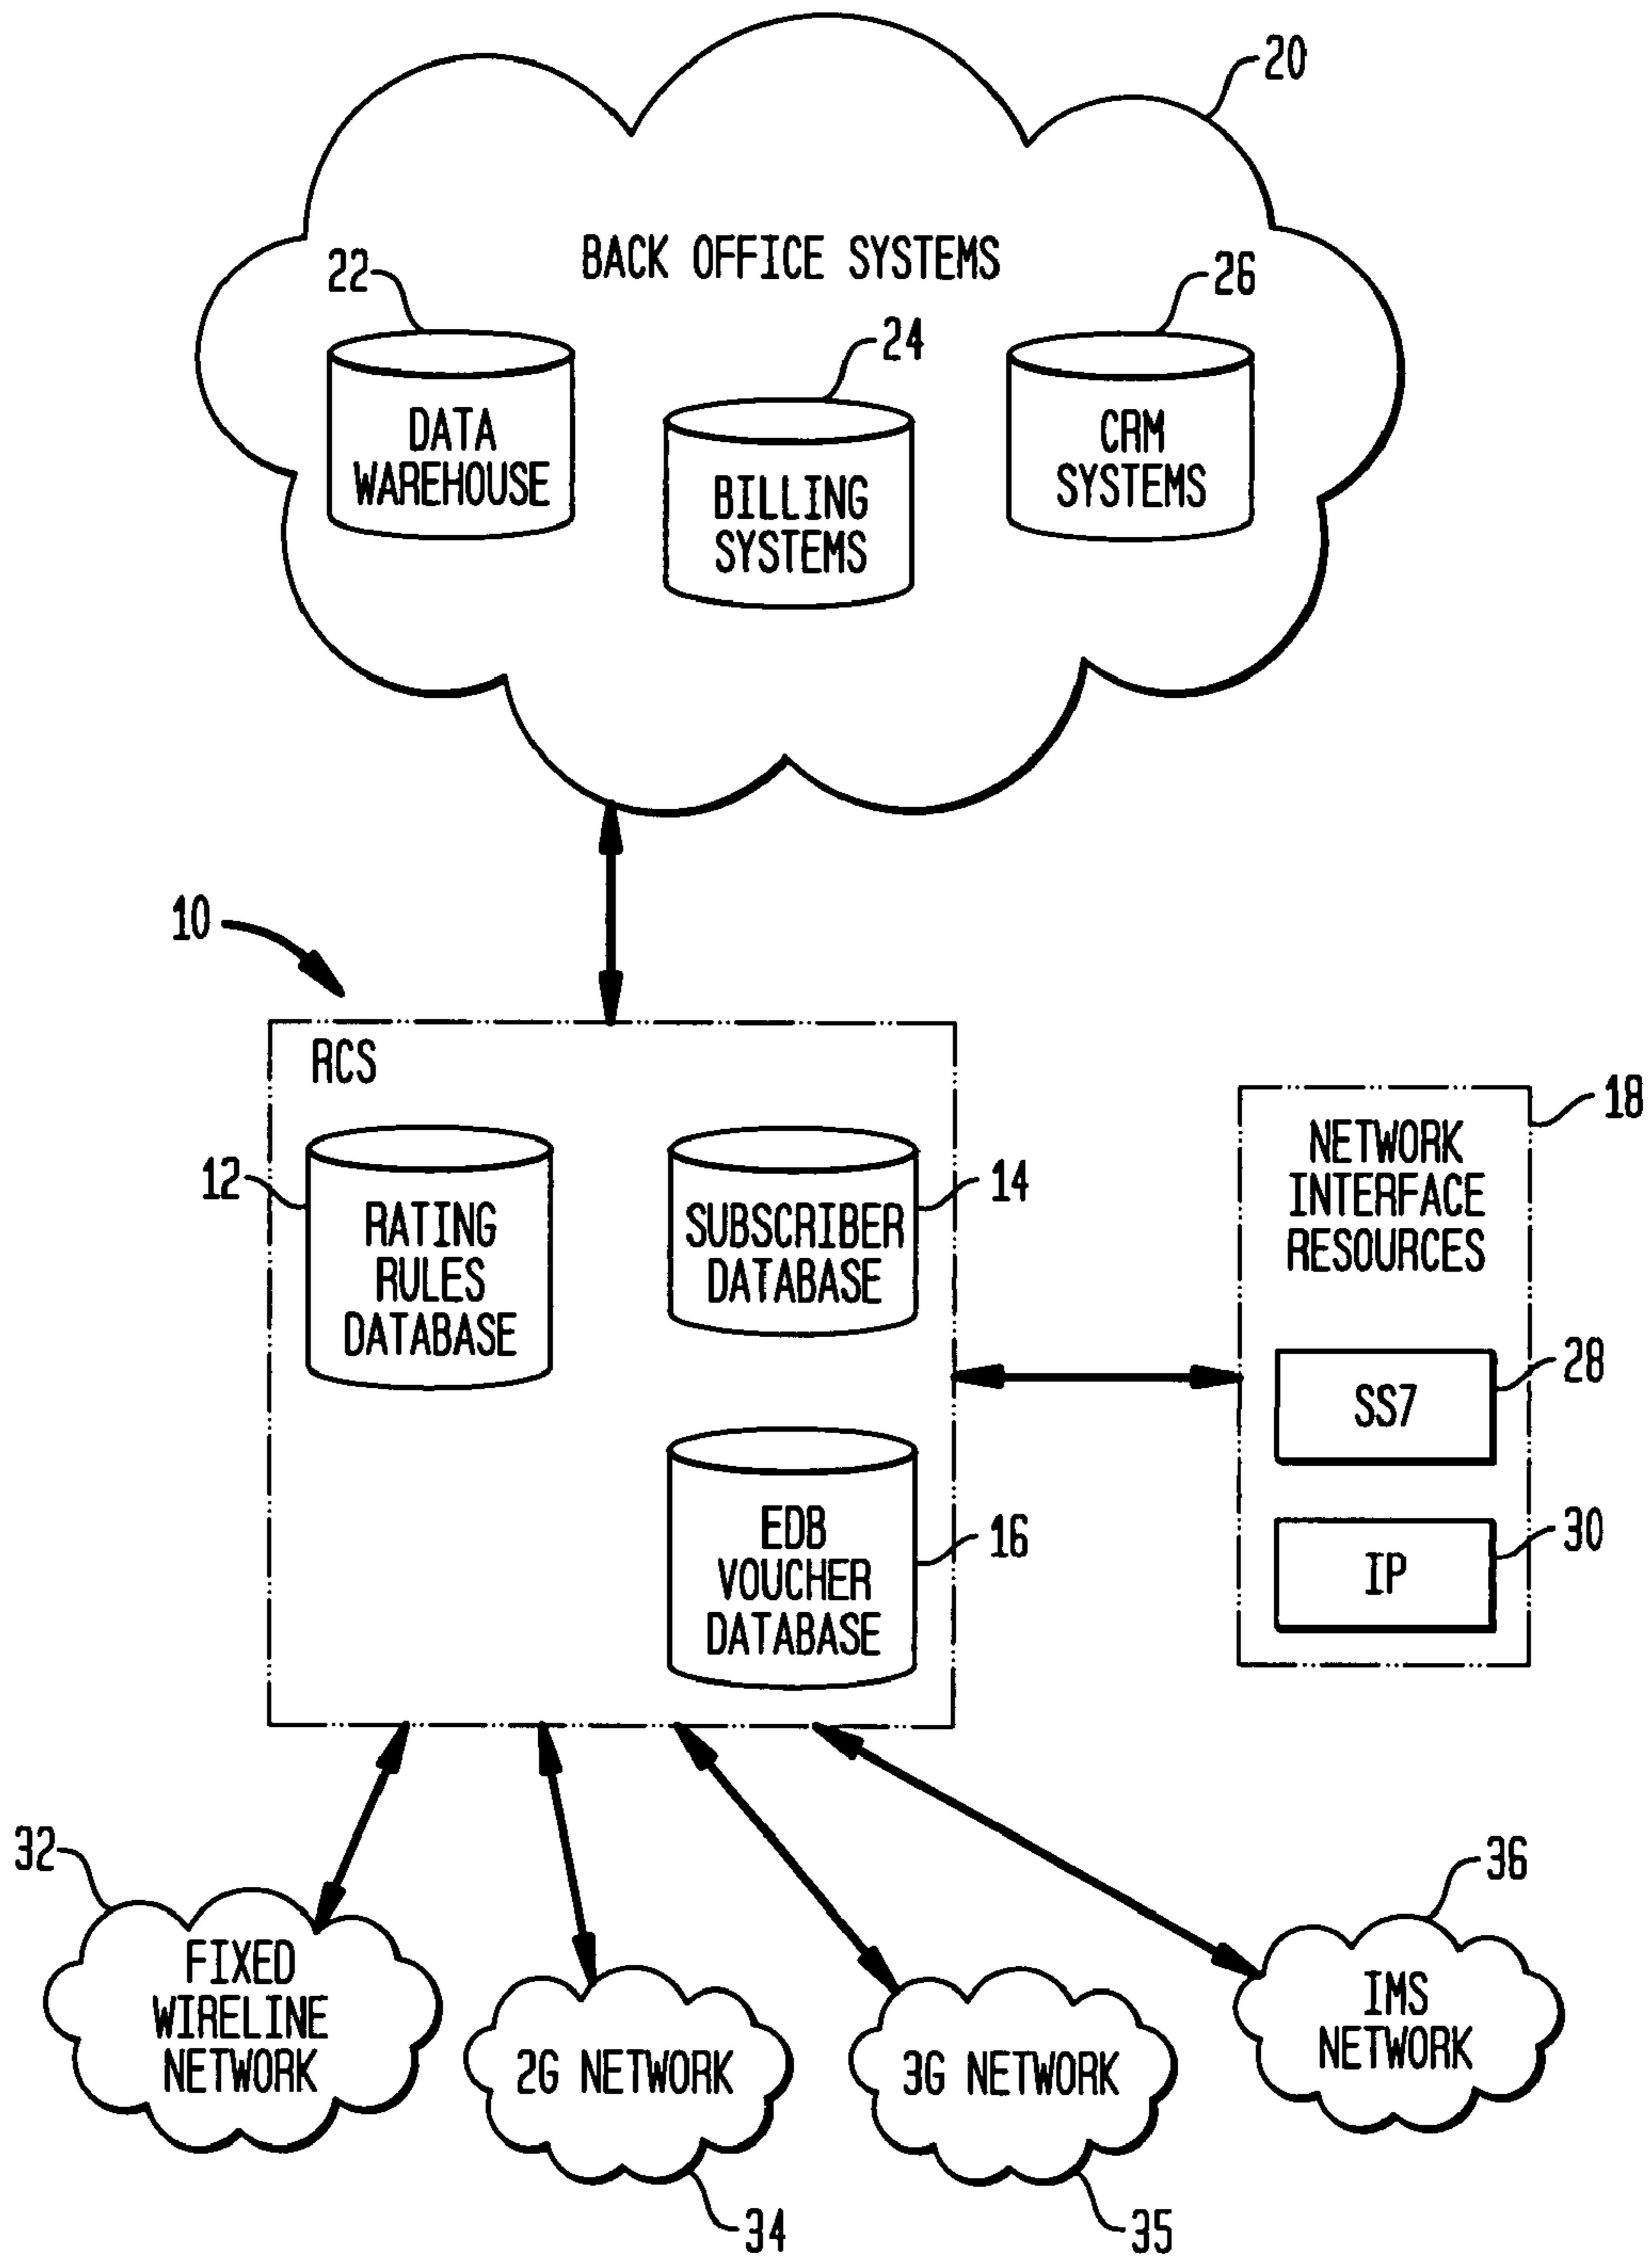 20
BACK OFFICE SYSTEMS
22
26
24
DATA
WAREHOUSE
CRM
SYSTEMS
BILLING
SYSTEMS
10
RCS
18
NETWORK
INTERFACE
RESOURCES
12
14
RATING
RULES
DATABASE
SUBSCRIBER
DATABASE
28
SS7
EDB
VOUCHER
DATABASE
16
30
IP
32
36
FIXED
WIRELINE
NETWORK
2G NETWORK
3G NETWORK
IMS
NETWORK
34
35